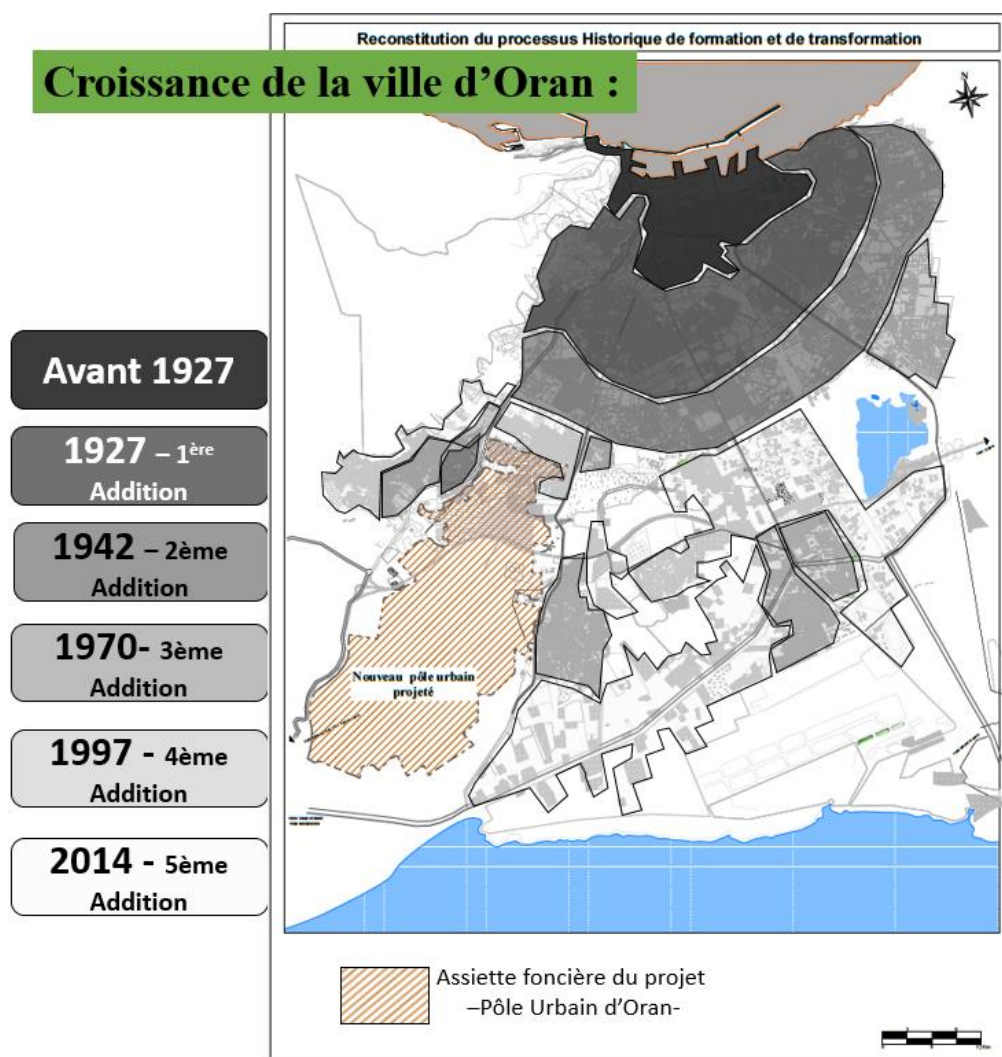 Reconstitution du processus Historique de formation et de transformation
Croissance de la ville d’Oran :
N
Avant 1927
1927 – 1ère
Addition
1942 – 2ème
Addition
1970- 3ème
Addition
1997 - 4ème
Addition
2014 - 5ème
Addition
Nouveau pôle urbain
projeté
Assiette foncière du projet
–Pôle Urbain d’Oran-